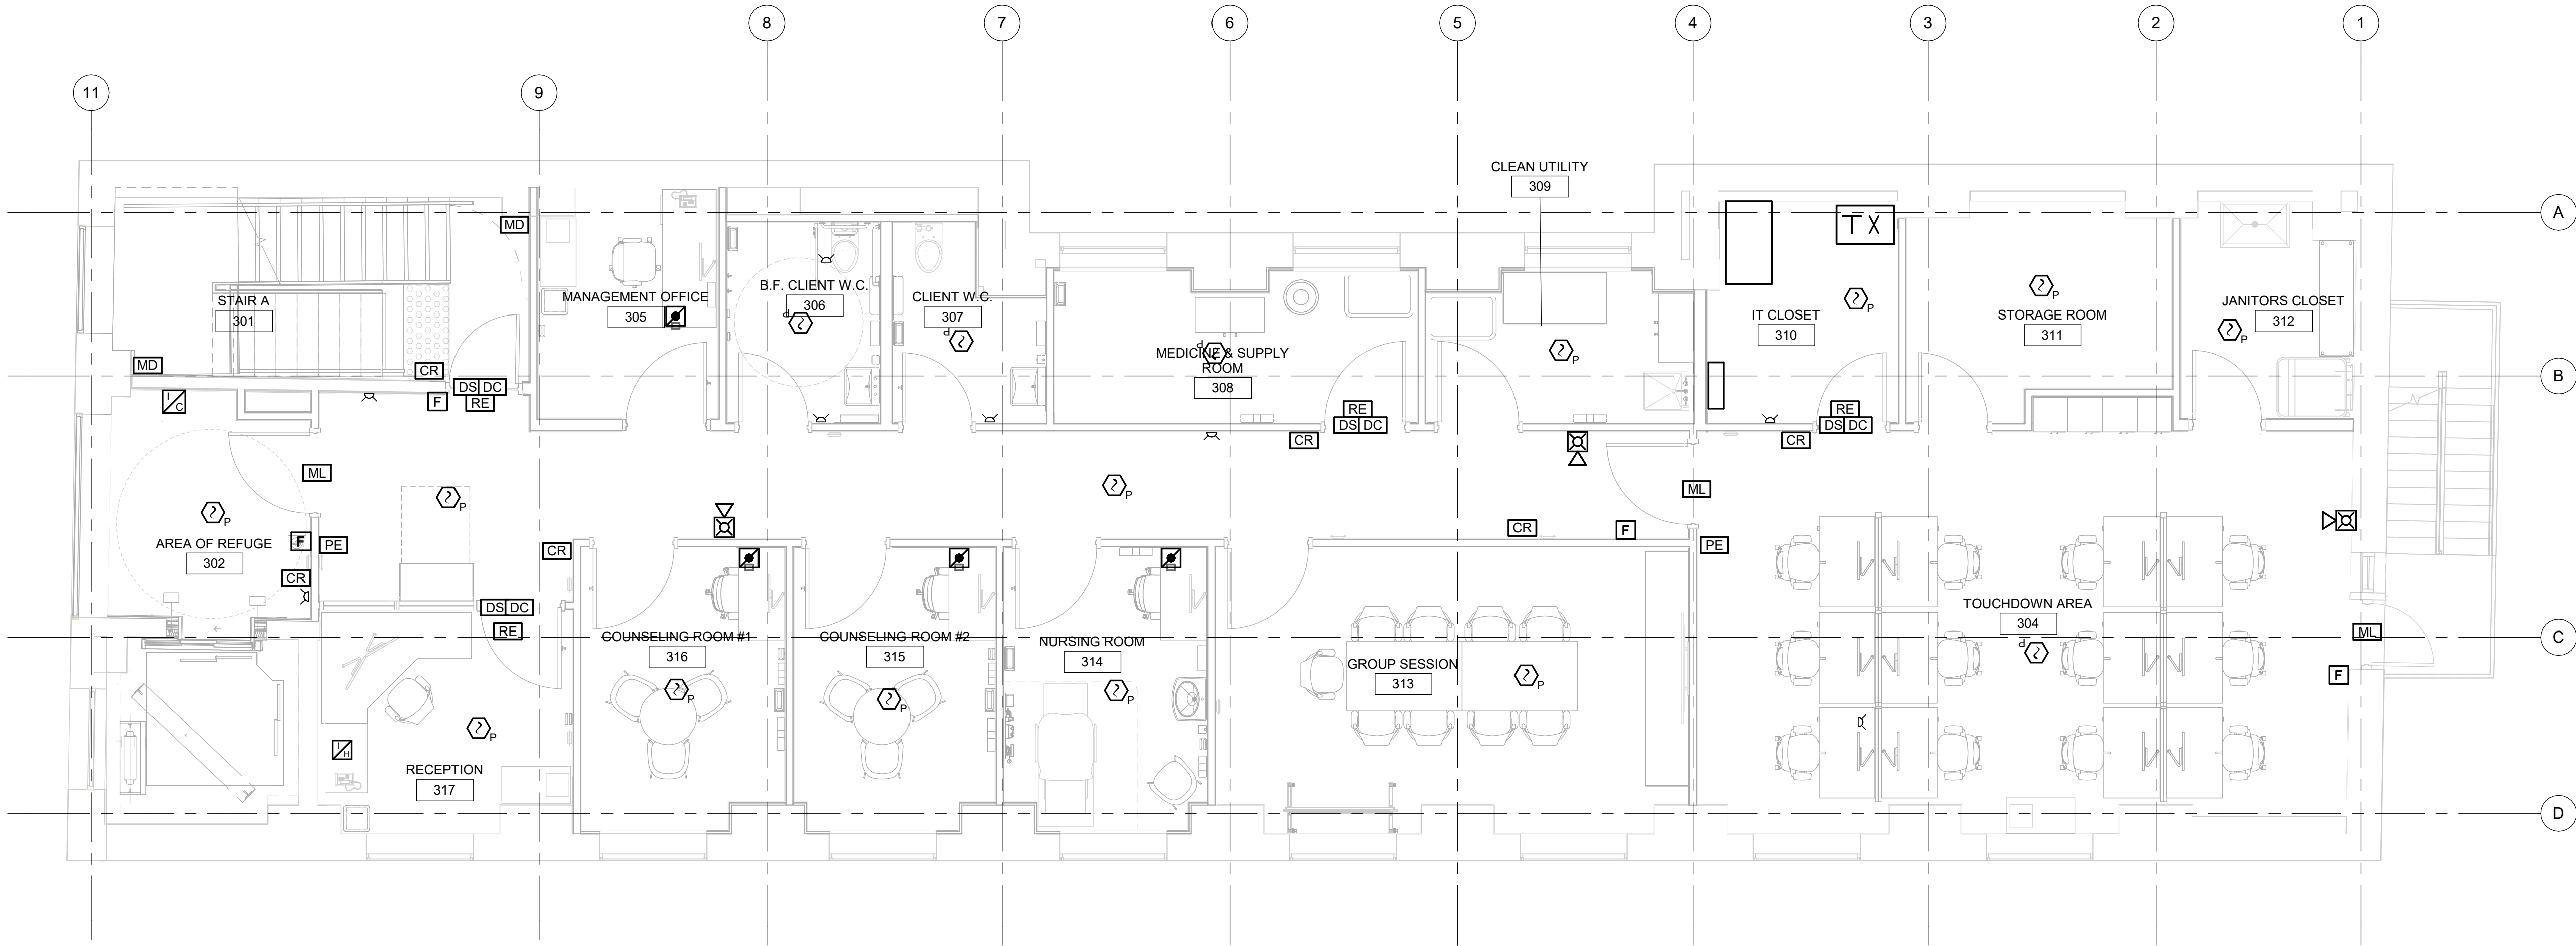 8
7
6
5
4
3
2
1
11
9
CLEAN UTILITY
309
A
MD
TX
STAIR A
301
MANAGEMENT OFFICE
305
B.F. CLIENT W.C.
306
P
CLIENT W.C.
307
P
IT CLOSET
310
P
STORAGE ROOM
311
P
JANITORS CLOSET
312
P
MEDICINE & SUPPLY
ROOM
308
P
P
MD
CR
DS DC
RE
B
I
C
F
RE
DS DC
CR
RE
DS DC
CR
ML
P
P
ML
P
CR
F
AREA OF REFUGE
302
F
PE
CR
CR
PE
DS DC
RE
TOUCHDOWN AREA
304
P
ML
C
COUNSELING ROOM #1
316
P
COUNSELING ROOM #2
315
P
NURSING ROOM
314
P
GROUP SESSION
313
P
F
P
I
H
RECEPTION
317
D